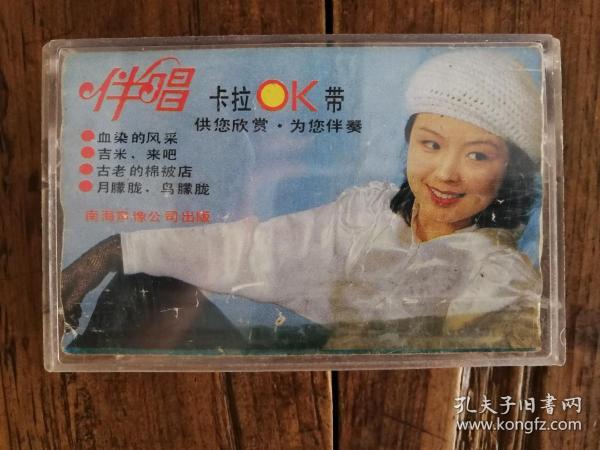 伴唱
卡拉OK带
供您欣赏·为您伴奏
●血染的风采
●吉米、来吧
●古老的棉被店
●月朦胧、鸟朦胧
南海声像公司出版
孔夫子旧书网
www.kongfz.com